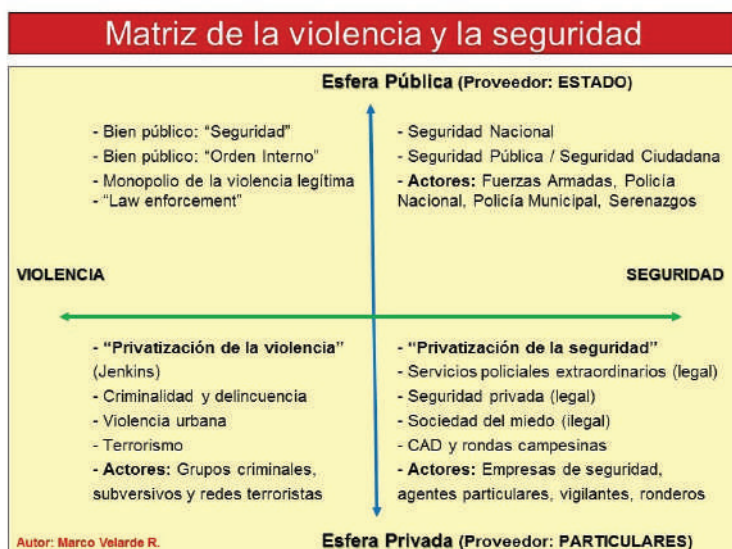 Matriz de la violencia y la seguridad
Esfera Pública (Proveedor: ESTADO)
- Bien público: “Seguridad”
- Bien público: “Orden Interno”
- Monopolio de la violencia legítima
- “Law enforcement”
- Seguridad Nacional
- Seguridad Pública / Seguridad Ciudadana
- Actores: Fuerzas Armadas, Policía
Nacional, Policía Municipal, Serenazgos
VIOLENCIA
SEGURIDAD
- “Privatización de la violencia”
(Jenkins)
- Criminalidad y delincuencia
- Violencia urbana
- Terrorismo
- Actores: Grupos criminales,
subversivos y redes terroristas
- “Privatización de la seguridad”
- Servicios policiales extraordinarios (legal)
- Seguridad privada (legal)
- Sociedad del miedo (ilegal)
- CAD y rondas campesinas
- Actores: Empresas de seguridad,
agentes particulares, vigilantes, ronderos
Autor: Marco Velarde R.
Esfera Privada (Proveedor: PARTICULARES)